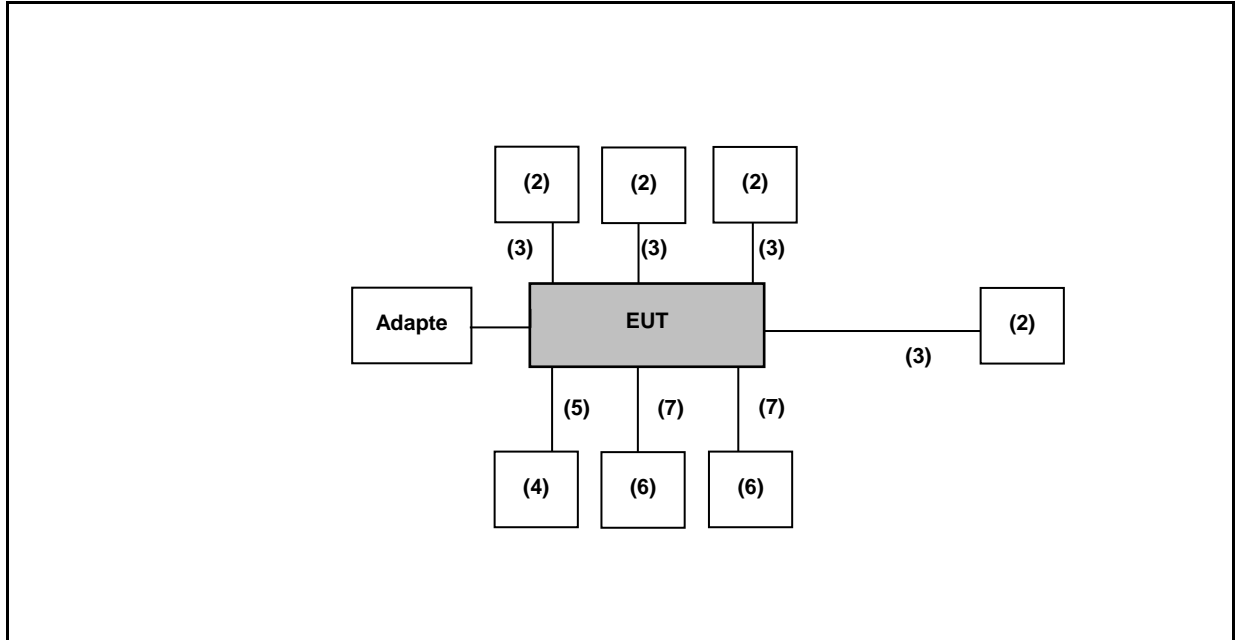 (2) (2) (2)
(3) (3) (3)
Adapte EUT (2)
(3)
(5) (7) (7)
(4) (6) (6)